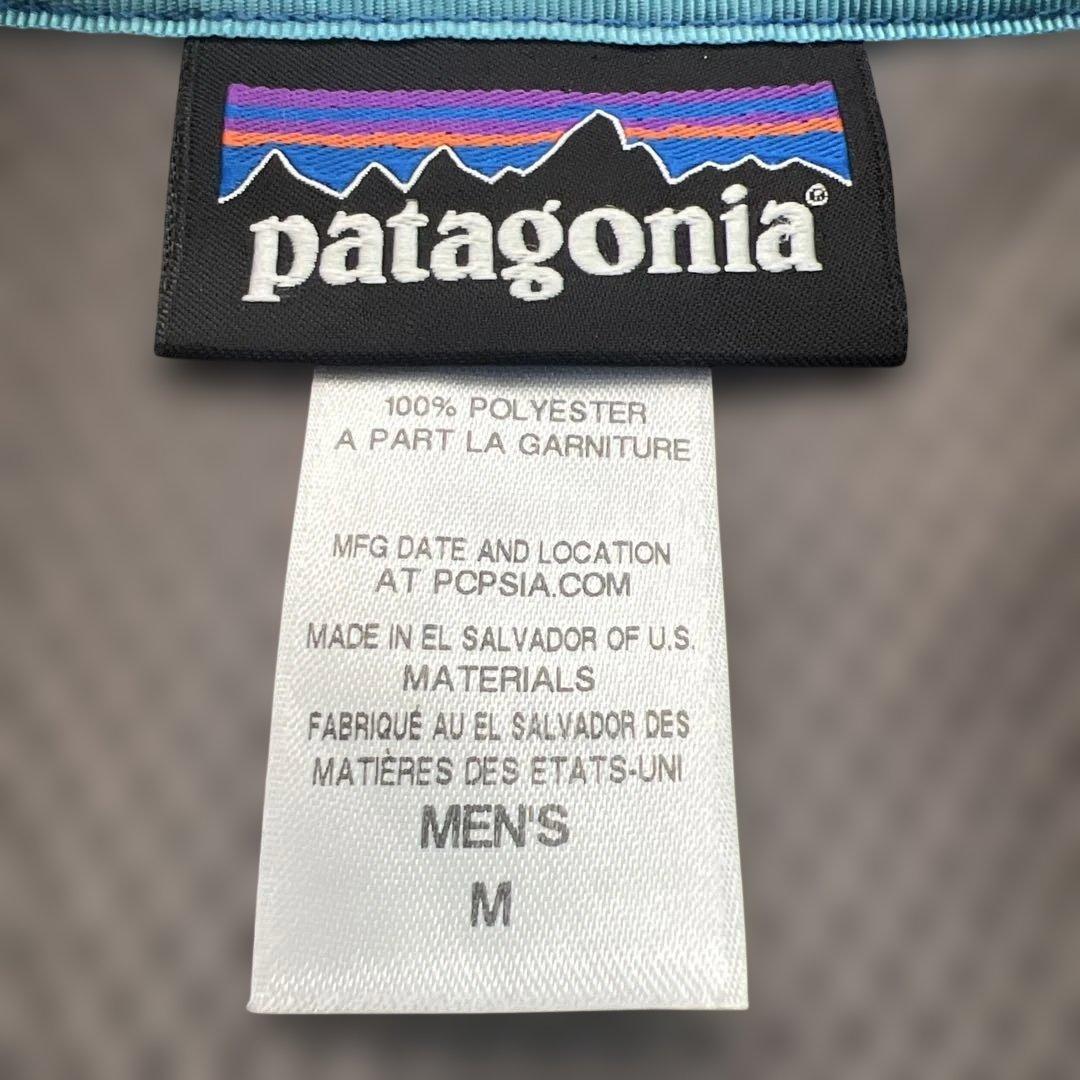 patagonia®
100% POLYESTER
A PART LA GARNITURE
MFG DATE AND LOCATION
AT PCPSIA.COM
MADE IN EL SALVADOR OF U.S.
MATERIALS
FABRIQUÉ AU EL SALVADOR DES
MATIÈRES DES ETATS-UNI
MEN'S
M